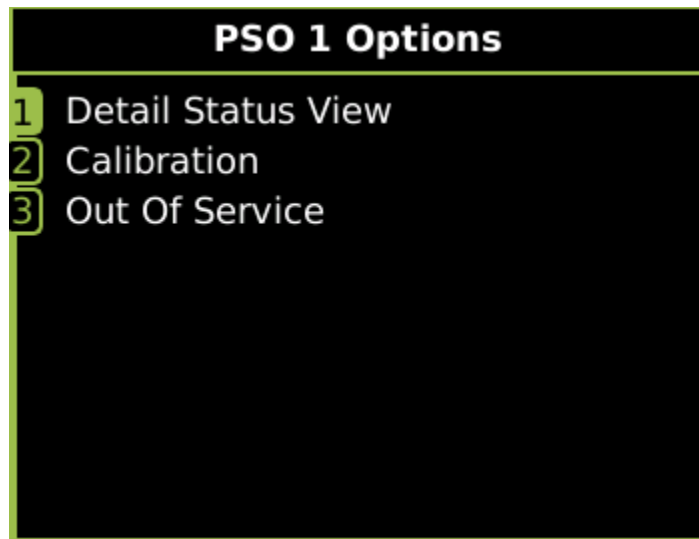 PSO 1 Options
1 Detail Status View
2 Calibration
3 Out Of Service